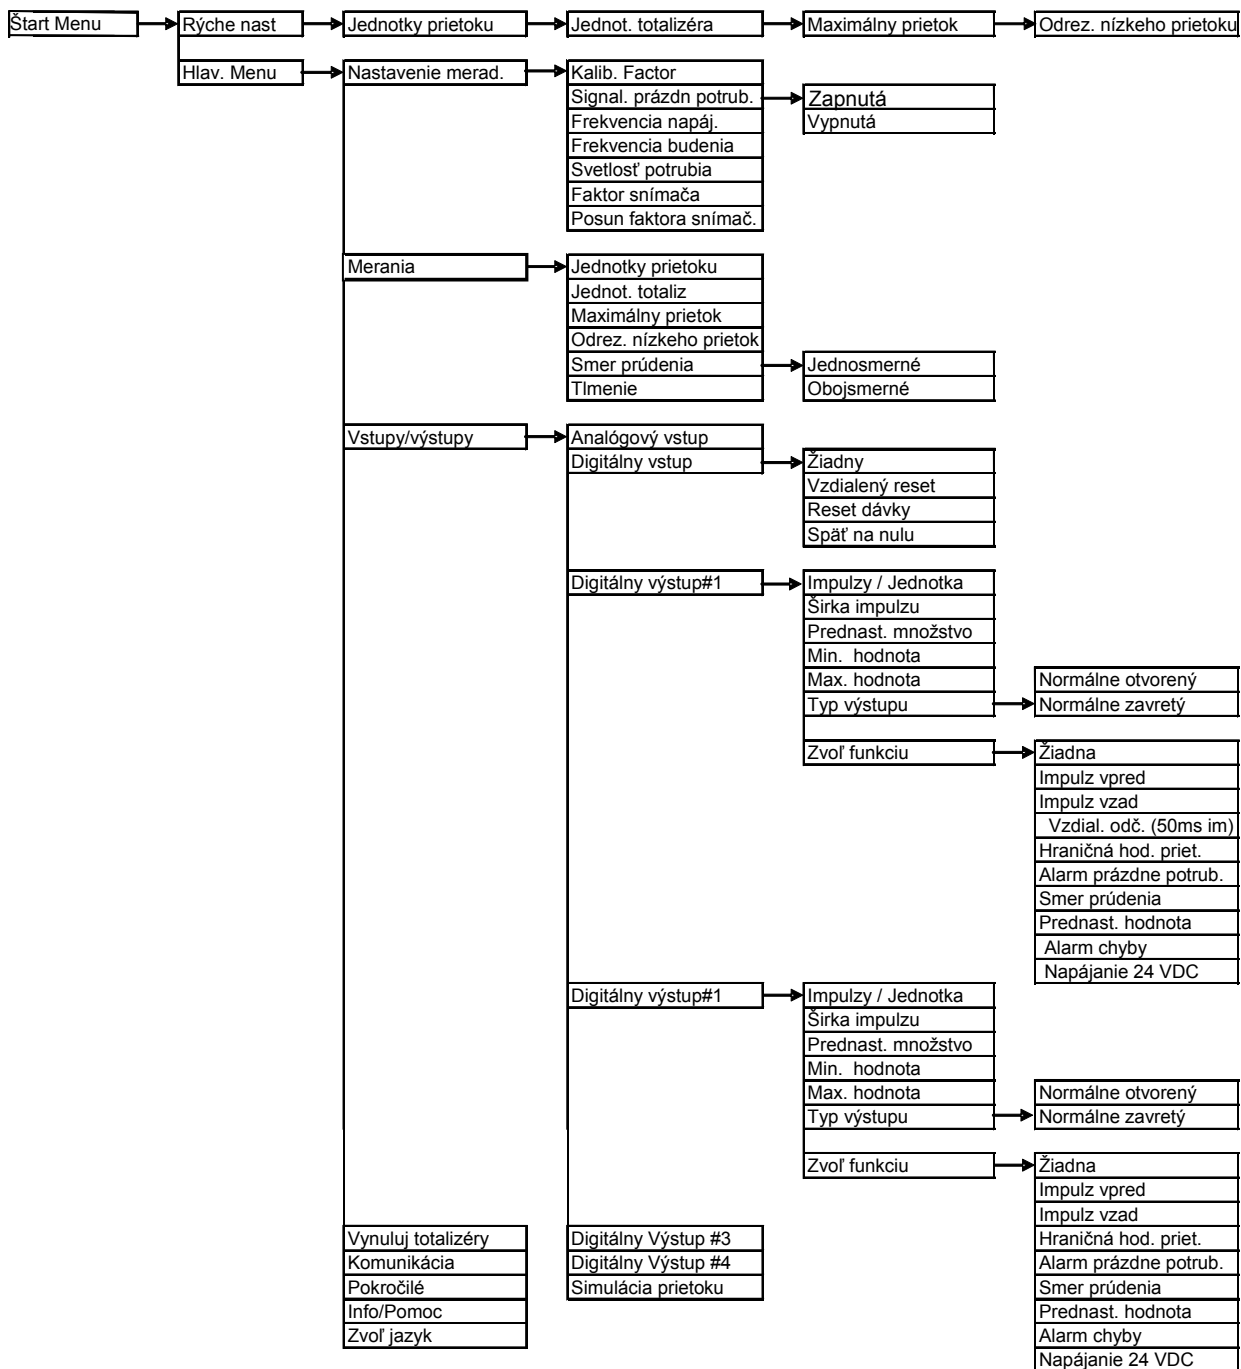 Štart Menu
Rýche nast
Jednotky prietoku
Jednot. totalizéra
Maximálny prietok
Odrez. nízkeho prietoku
Hlav. Menu
Nastavenie merad.
Kalib. Factor
Signal. prázdn potrub.
Zapnutá
Frekvencia napáj.
Vypnutá
Frekvencia budenia
Svetlosť potrubia
Faktor snímača
Posun faktora snímač.
Merania
Jednotky prietoku
Jednot. totaliz
Maximálny prietok
Odrez. nízkeho prietok
Smer prúdenia
Jednosmerné
Tlmenie
Obojsmerné
Vstupy/výstupy
Analógový vstup
Digitálny vstup
Žiadny
Vzdialený reset
Reset dávky
Späť na nulu
Digitálny výstup#1
Impulzy / Jednotka
Širka impulzu
Prednast. množstvo
Min. hodnota
Max. hodnota
Normálne otvorený
Typ výstupu
Normálne zavretý
Zvoľ funkciu
Žiadna
Impulz vpred
Impulz vzad
Vzdial. odč. (50ms im)
Hraničná hod. priet.
Alarm prázdne potrub.
Smer prúdenia
Prednast. hodnota
Alarm chyby
Napájanie 24 VDC
Digitálny výstup#1
Impulzy / Jednotka
Širka impulzu
Prednast. množstvo
Min. hodnota
Max. hodnota
Normálne otvorený
Typ výstupu
Normálne zavretý
Zvoľ funkciu
Žiadna
Impulz vpred
Impulz vzad
Vynuluj totalizéry
Digitálny Výstup #3
Hraničná hod. priet.
Komunikácia
Digitálny Výstup #4
Alarm prázdne potrub.
Pokročilé
Simulácia prietoku
Smer prúdenia
Info/Pomoc
Prednast. hodnota
Zvoľ jazyk
Alarm chyby
Napájanie 24 VDC